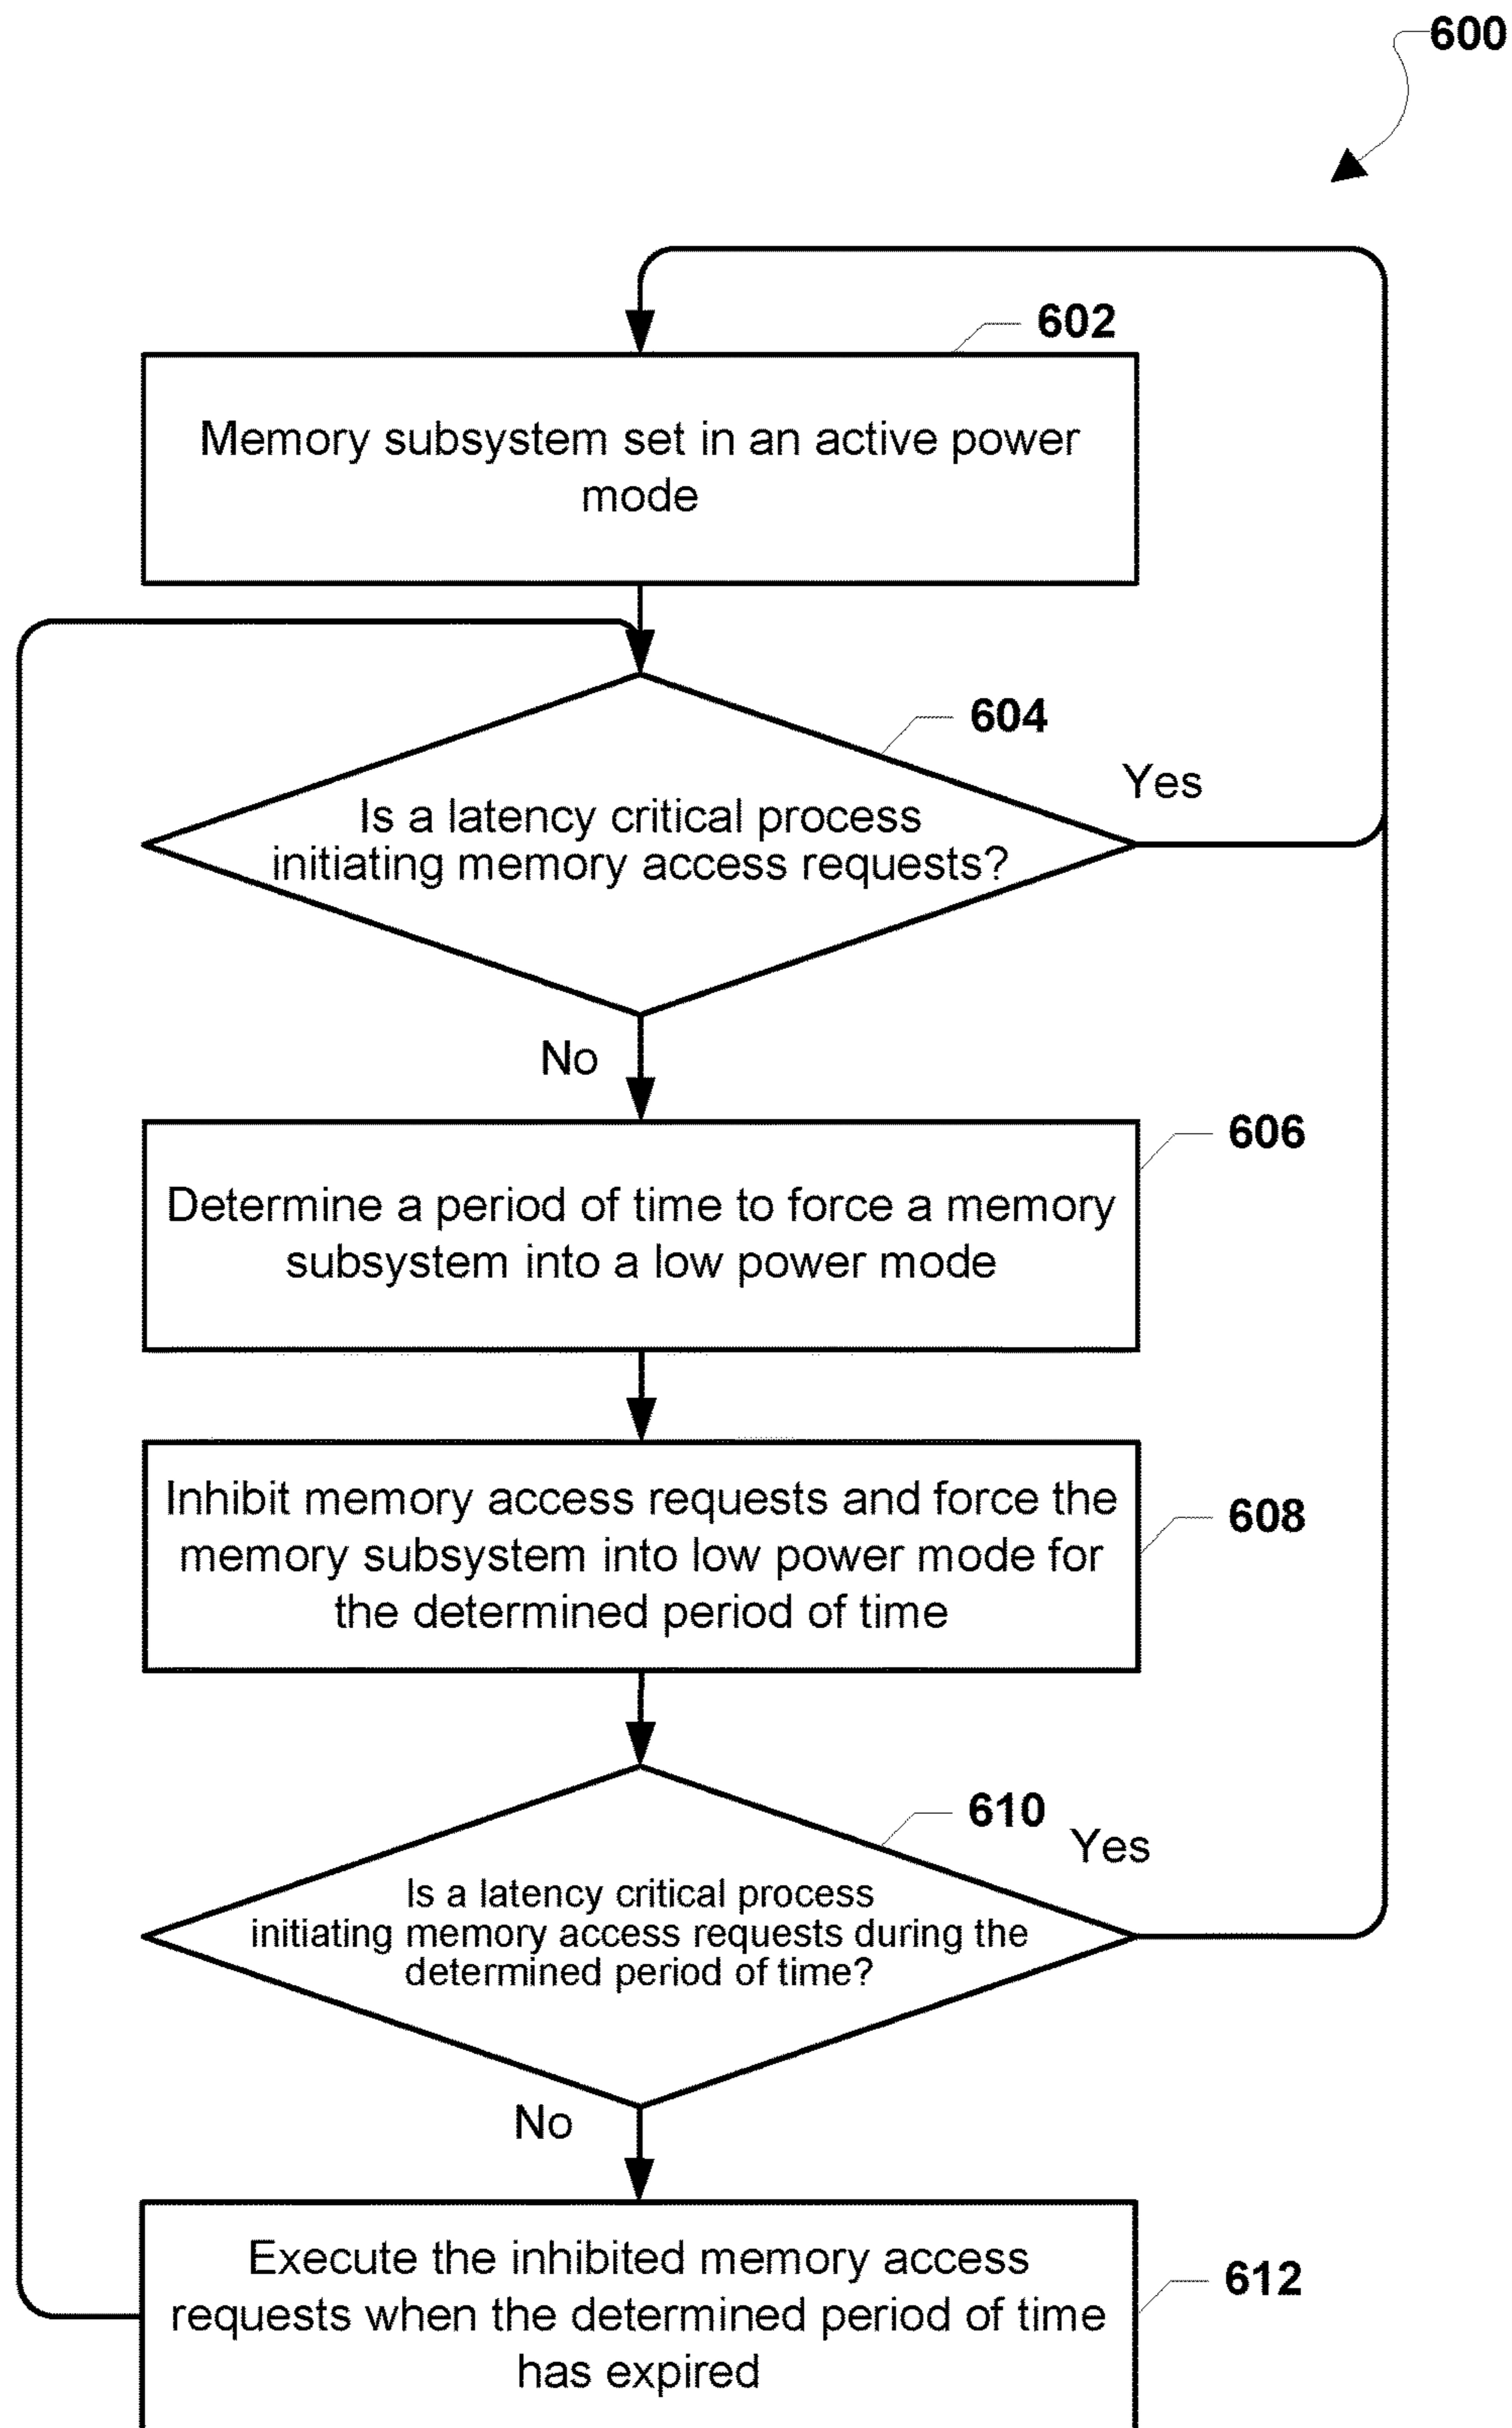 600
602
Memory subsystem set in an active power
mode
604
Yes
Is a latency critical process
initiating memory access requests?
No
606
Determine a period of time to force a memory
subsystem into a low power mode
608
Inhibit memory access requests and force the
memory subsystem into low power mode for
the determined period of time
610
Yes
Is a latency critical process
initiating memory access requests during the
determined period of time?
No
612
Execute the inhibited memory access
requests when the determined period of time
has expired